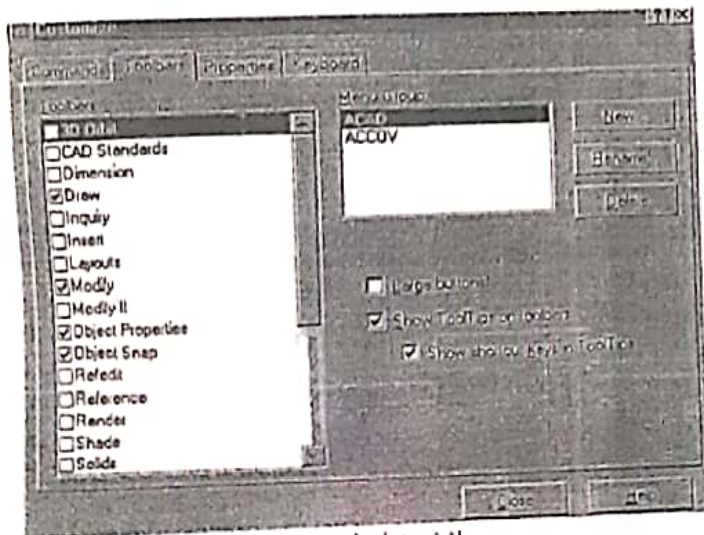 Customize
Commands Toolbars Properties Keyboard
Toolbars
3D Orbit
CAD Standards
Dimension
Draw
Inquiry
Insert
Layouts
Modify
Modify II
Object Properties
Object Snap
Refedit
Reference
Render
Shade
Solids
Menu Group
ACAD
ACCOV
New...
Rename...
Delete
Large buttons
Show ToolTips on toolbars
Show shortcut keys in ToolTips
Close
Help